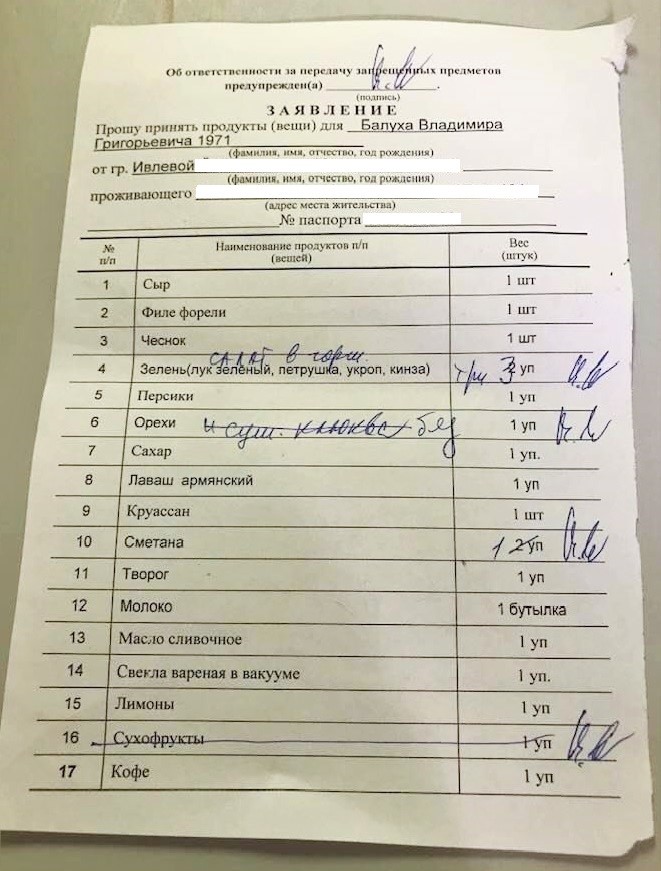 Об ответственности за передачу запрещенных предметов
предупрежден(а)
(подпись)
ЗАЯВЛЕНИЕ
Прошу принять продукты (вещи) для Балуха Владимира
Григорьевича 1971
(фамилия, имя, отчество, год рождения)
от гр. Ивлевой
(фамилия, имя, отчество, год рождения)
проживающего
(адрес места жительства)
№ паспорта
№ п/п Наименование продуктов п/п (вещей) Вес (штук)
1 Сыр 1 шт
2 Филе форели 1 шт
3 Чеснок 1 шт
салат в горш.
4 Зелень(лук зеленый, петрушка, укроп, кинза) три 3 уп
5 Персики 1 уп
6 Орехи и суш. клюква 1 уп
7 Сахар 1 уп.
8 Лаваш армянский 1 уп
9 Круассан 1 шт
10 Сметана 1 2 уп
11 Творог 1 уп
12 Молоко 1 бутылка
13 Масло сливочное 1 уп
14 Свекла вареная в вакууме 1 уп.
15 Лимоны 1 уп
16 Сухофрукты 1 уп
17 Кофе 1 уп